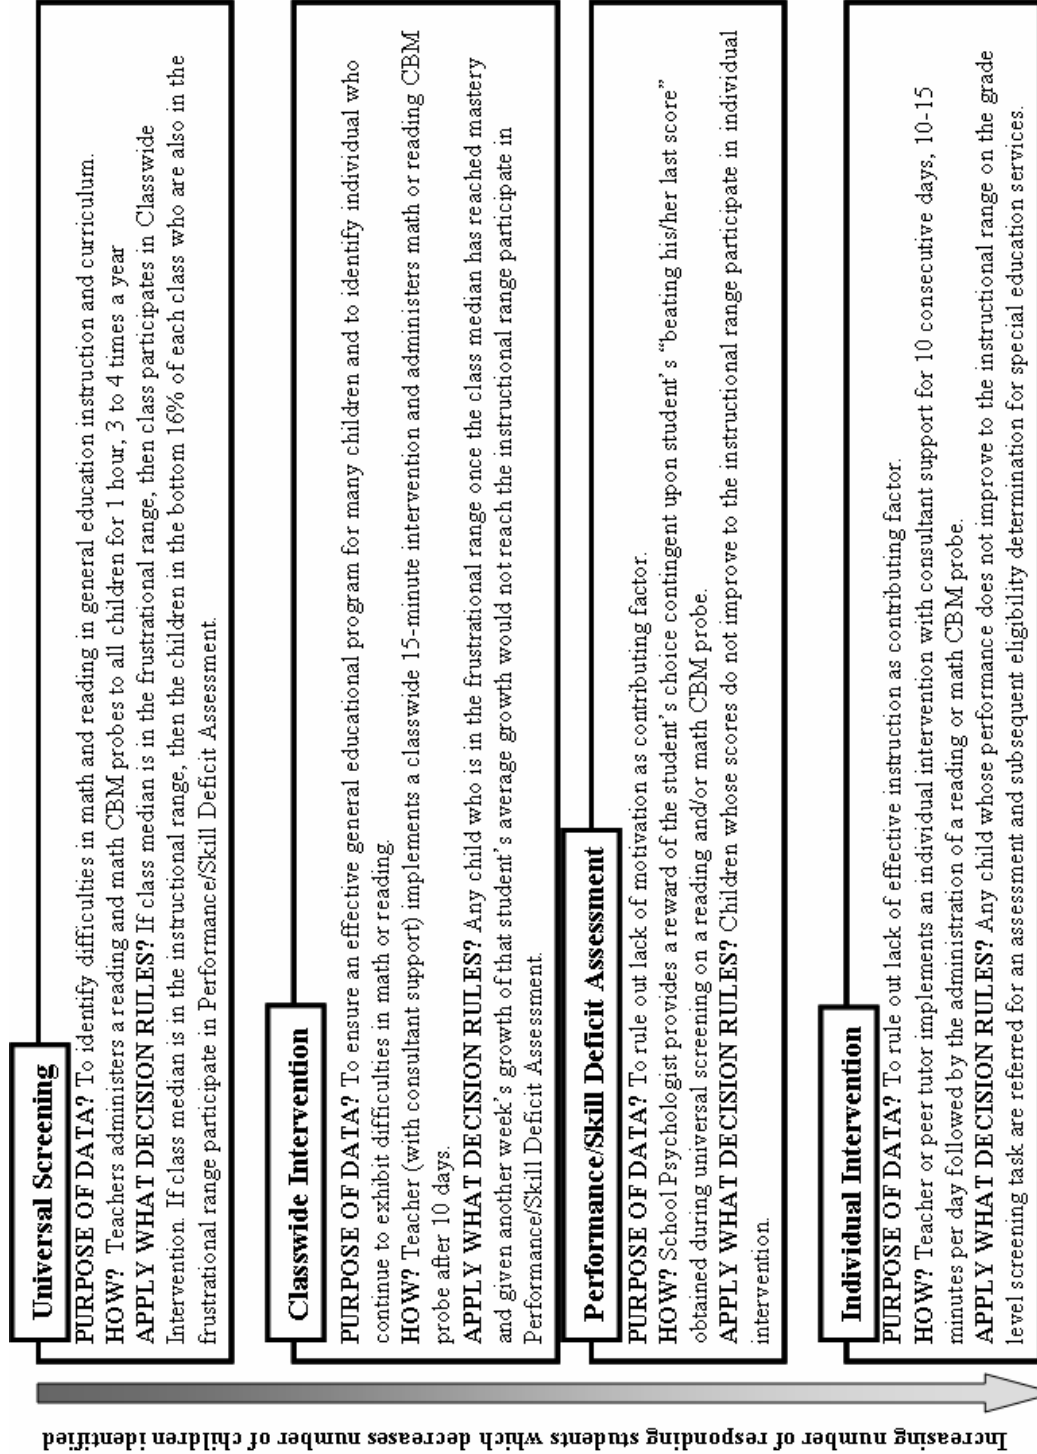 Universal Screening
PURPOSE OF DATA? To identify difficulties in math and reading in general education instruction and curriculum.
HOW? Teachers administers a reading and math CBM probes to all children for 1 hour, 3 to 4 times a year
APPLY WHAT DECISION RULES? If class median is in the frustrational range, then class participates in Classwide
Intervention. If class median is in the instructional range, then the children in the bottom 16% of each class who are also in the
frustrational range participate in Performance/Skill Deficit Assessment.
Classwide Intervention
PURPOSE OF DATA? To ensure an effective general educational program for many children and to identify individual who
continue to exhibit difficulties in math or reading.
HOW? Teacher (with consultant support) implements a classwide 15-minute intervention and administers math or reading CBM
probe after 10 days.
APPLY WHAT DECISION RULES? Any child who is in the frustrational range once the class median has reached mastery
and given another week's growth of that student's average growth would not reach the instructional range participate in
Performance/Skill Deficit Assessment.
Performance/Skill Deficit Assessment
PURPOSE OF DATA? To rule out lack of motivation as contributing factor.
HOW? School Psychologist provides a reward of the student's choice contingent upon student's "beating his/her last score"
obtained during universal screening on a reading and/or math CBM probe.
APPLY WHAT DECISION RULES? Children whose scores do not improve to the instructional range participate in individual
intervention.
Individual Intervention
PURPOSE OF DATA? To rule out lack of effective instruction as contributing factor.
HOW? Teacher or peer tutor implements an individual intervention with consultant support for 10 consecutive days, 10-15
minutes per day followed by the administration of a reading or math CBM probe.
APPLY WHAT DECISION RULES? Any child whose performance does not improve to the instructional range on the grade
level screening task are referred for an assessment and subsequent eligibility determination for special education services.
Increasing number of responding students which decreases number of children identified